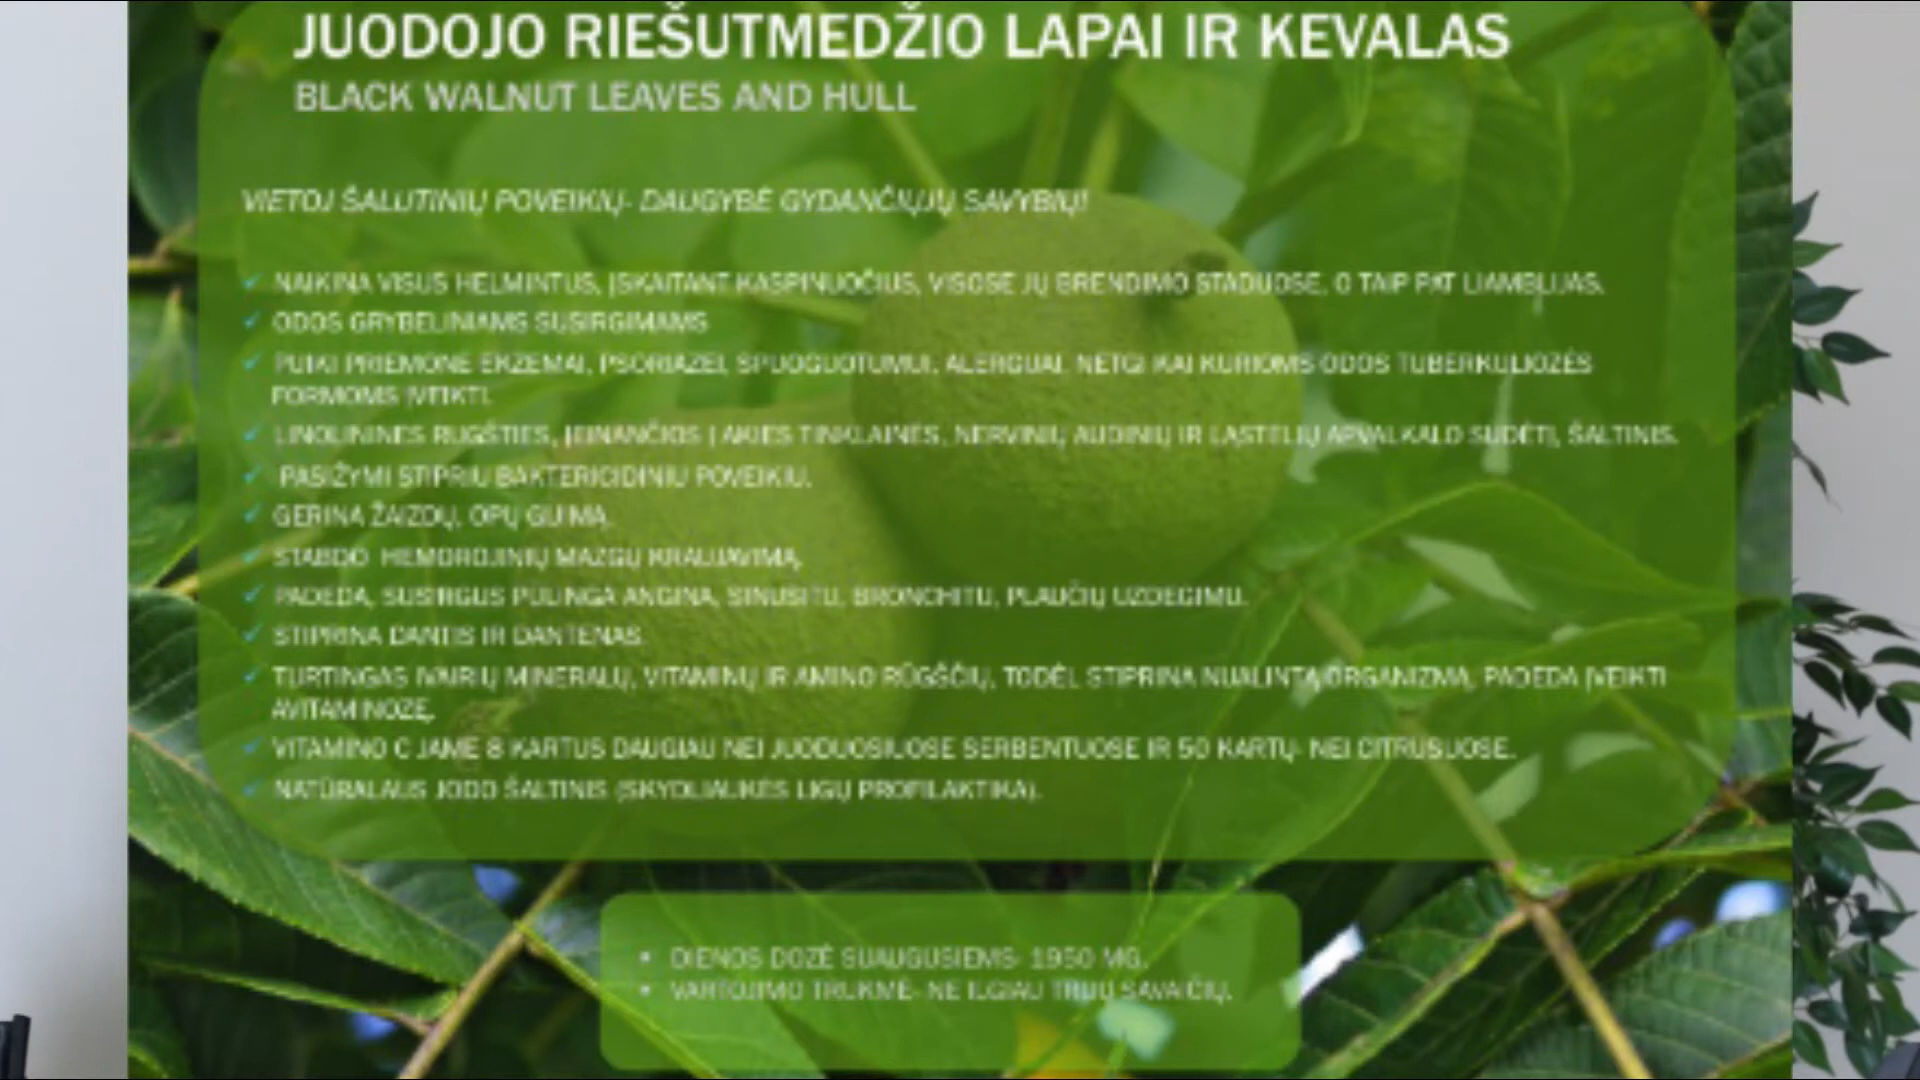 JUODOJO RIEŠUTMEDŽIO LAPAI IR KEVALAS
BLACK WALNUT LEAVES AND HULL
VIETOJ ŠALUTINIŲ POVEIKIŲ- DAUGYBĖ GYDANČIŲJŲ SAVYBIŲ!
NAIKINA VISUS HELMINTUS, ĮSKAITANT KASPINUOČIUS, VISOSE JŲ BRENDIMO STADIJOSE, O TAIP PAT LIAMBLIJAS.
ODOS GRYBELINIAMS SUSIRGIMAMS
PUIKI PRIEMONĖ EKZEMAI, PSORIAZEI, SPUOGUOTUMUI, ALERGIJAI, NETGI KAI KURIOMS ODOS TUBERKULIOZĖS
FORMOMS ĮVEIKTI.
LINOLININĖS RŪGŠTIES, ĮEINANČIOS Į AKIES TINKLAINĖS, NERVINIŲ AUDINIŲ IR LĄSTELIŲ APVALKALO SUDĖTĮ, ŠALTINIS.
PASIŽYMI STIPRIU BAKTERICIDINIU POVEIKIU.
GERINA ŽAIZDŲ, OPŲ GIJIMĄ.
STABDO HEMOROJINIŲ MAZGŲ KRAUJAVIMĄ.
PADEDA, SUSIRGUS PŪLINGA ANGINA, SINUSITU, BRONCHITU, PLAUČIŲ UŽDEGIMU.
STIPRINA DANTIS IR DANTENAS.
TURTINGAS ĮVAIRIŲ MINERALŲ, VITAMINŲ IR AMINO RŪGŠČIŲ, TODĖL STIPRINA NUALINTĄ ORGANIZMĄ, PADEDA ĮVEIKTI
AVITAMINOZĘ.
VITAMINO C JAME 8 KARTUS DAUGIAU NEI JUODUOSIUOSE SERBENTUOSE IR 50 KARTŲ- NEI CITRUSUOSE.
NATŪRALAUS JODO ŠALTINIS (SKYDLIAUKĖS LIGŲ PROFILAKTIKA).
DIENOS DOZĖ SUAUGUSIEMS- 1950 MG.
VARTOJIMO TRUKMĖ- NE ILGIAU TRIJŲ SAVAIČIŲ.